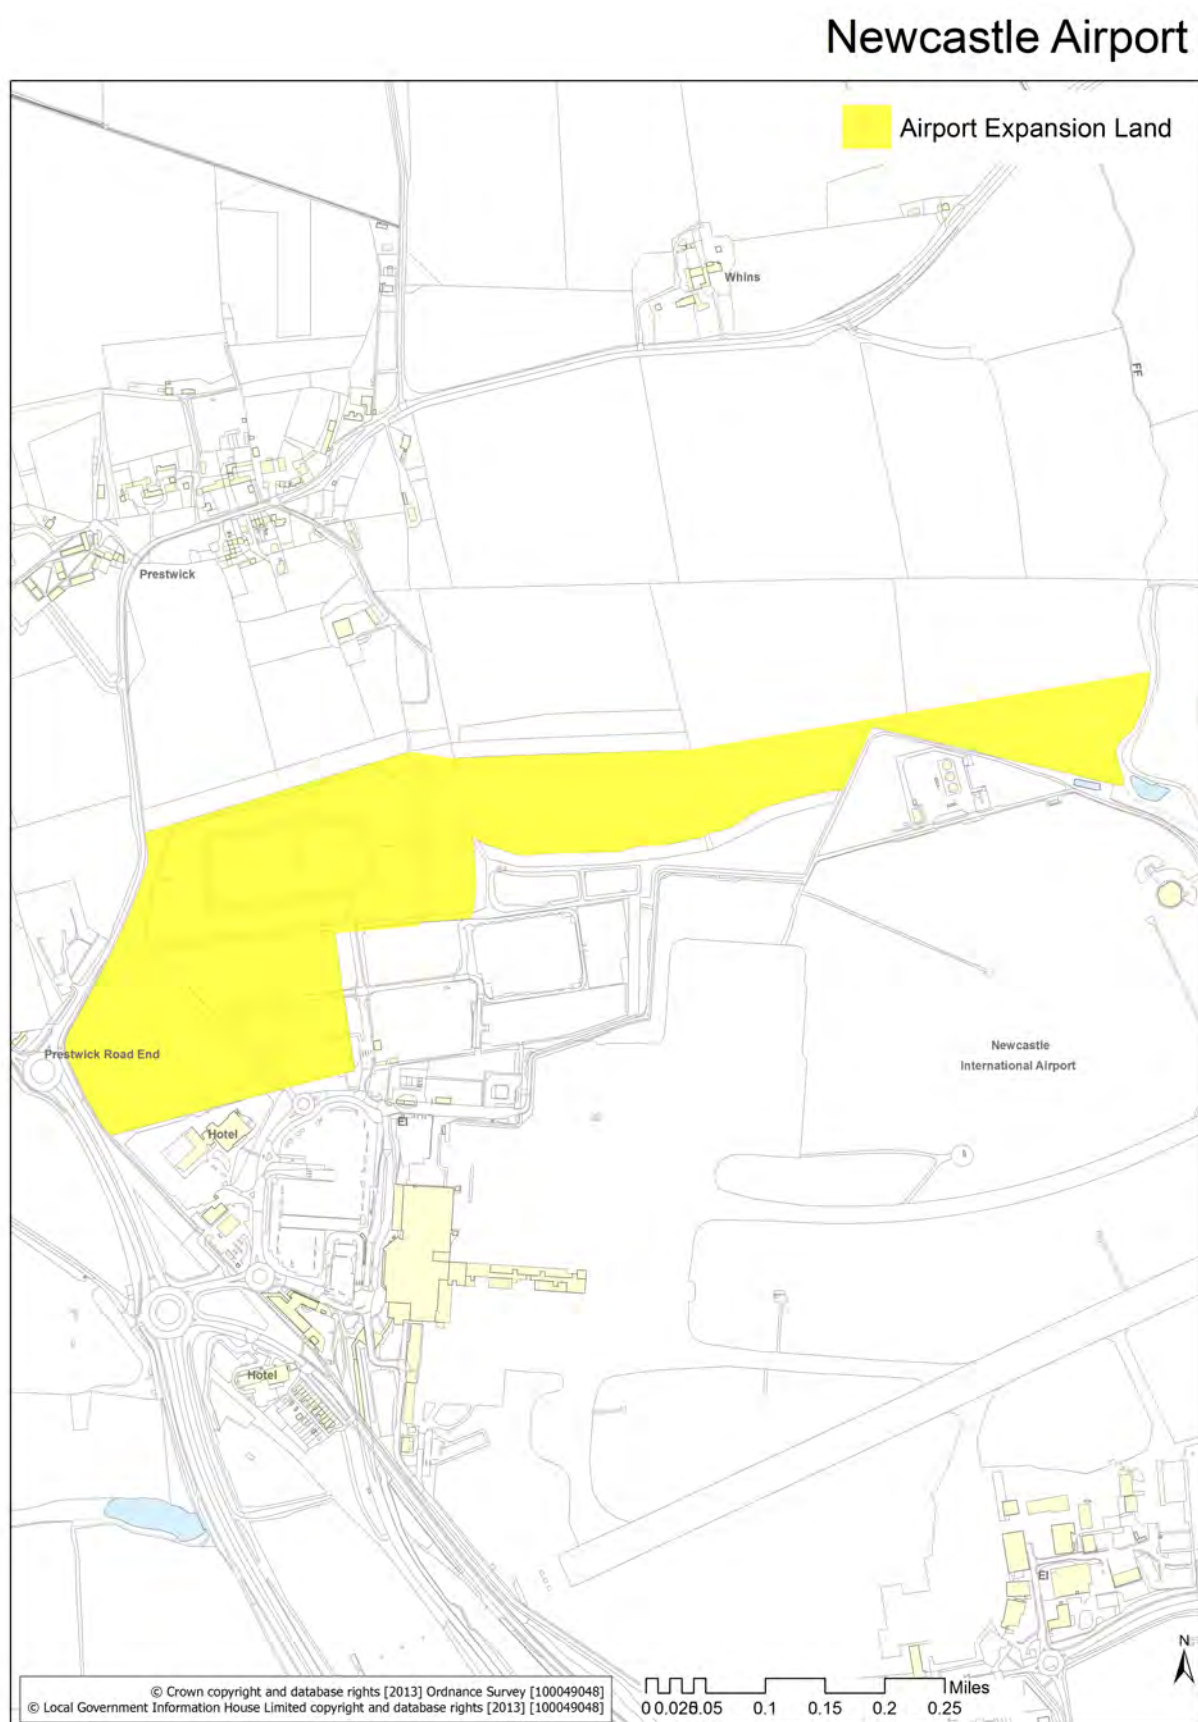 Newcastle Airport
Airport Expansion Land
Whins
FF
Prestwick
Newcastle
International Airport
Prestwick Road End
Hotel
Hotel
El
N
© Crown copyright and database rights [2013] Ordnance Survey [100049048]
© Local Government Information House Limited copyright and database rights [2013] [100049048]
Miles
0 0.025 0.05 0.1 0.15 0.2 0.25